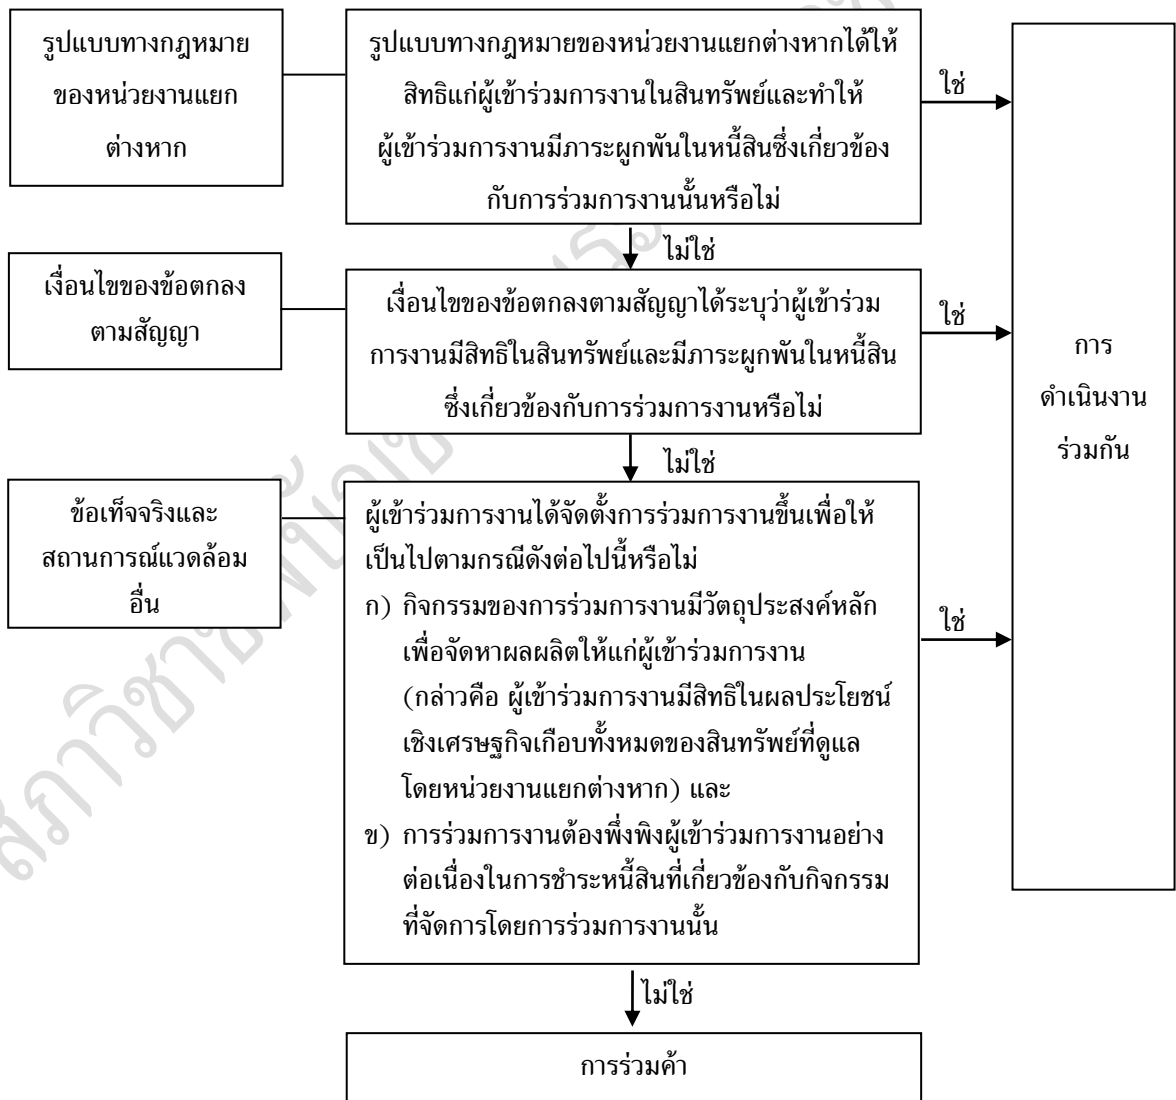 รูปแบบทางกฎหมาย
ของหน่วยงานแยก
ต่างหาก
รูปแบบทางกฎหมายของหน่วยงานแยกต่างหากได้ให้
สิทธิแก่ผู้เข้าร่วมการงานในสินทรัพย์และทำให้
ผู้เข้าร่วมการงานมีภาระผูกพันในหนี้สินซึ่งเกี่ยวข้อง
กับการร่วมการงานนั้นหรือไม่
ใช่
ไม่ใช่
เงื่อนไขของข้อตกลง
ตามสัญญา
เงื่อนไขของข้อตกลงตามสัญญาได้ระบุว่าผู้เข้าร่วม
การงานมีสิทธิในสินทรัพย์และมีภาระผูกพันในหนี้สิน
ซึ่งเกี่ยวข้องกับการร่วมการงานหรือไม่
ใช่
ไม่ใช่
ข้อเท็จจริงและ
สถานการณ์แวดล้อม
อื่น
ผู้เข้าร่วมการงานได้จัดตั้งการร่วมการงานขึ้นเพื่อให้
เป็นไปตามกรณีดังต่อไปนี้หรือไม่
ก) กิจกรรมของการร่วมการงานมีวัตถุประสงค์หลัก
เพื่อจัดหาผลผลิตให้แก่ผู้เข้าร่วมการงาน
(กล่าวคือ ผู้เข้าร่วมการงานมีสิทธิในผลประโยชน์
เชิงเศรษฐกิจเกือบทั้งหมดของสินทรัพย์ที่ดูแล
โดยหน่วยงานแยกต่างหาก) และ
ข) การร่วมการงานต้องพึ่งพิงผู้เข้าร่วมการงานอย่าง
ต่อเนื่องในการชำระหนี้สินที่เกี่ยวข้องกับกิจกรรม
ที่จัดการโดยการร่วมการงานนั้น
ใช่
ไม่ใช่
การร่วมค้า
การ
ดำเนินงาน
ร่วมกัน